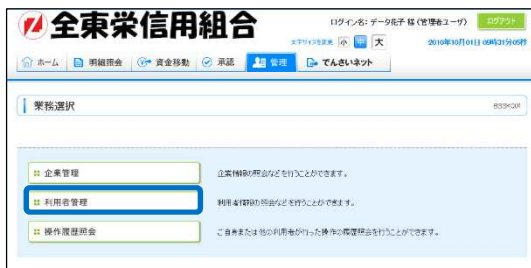 全東栄信用組合
ログイン名: データ花子 様 (管理者ユーザ) ログアウト
文字サイズを変更 小 中 大 2010年10月01日 09時31分05秒
ホーム 明細照会 資金移動 承認 管理 でんさいネット
業務選択
企業管理 企業情報の照会などを行うことができます。
利用者管理 利用者情報の照会などを行うことができます。
操作履歴照会 ご自身または他の利用者が行った操作の履歴照会を行うことができます。